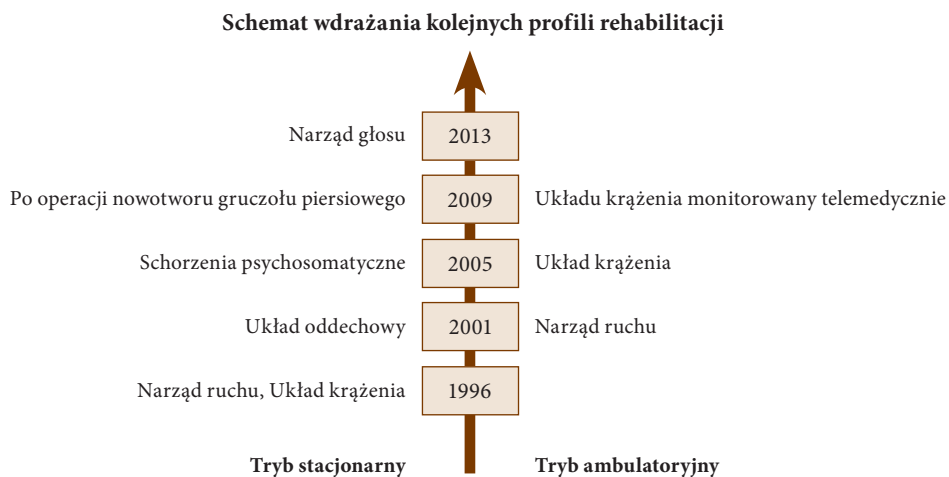 Schemat wdrażania kolejnych profili rehabilitacji
Narząd głosu 2013
Po operacji nowotworu gruczołu piersiowego 2009 Układu krążenia monitorowany telemedycznie
Schorzenia psychosomatyczne 2005 Układ krążenia
Układ oddechowy 2001 Narząd ruchu
Narząd ruchu, Układ krążenia 1996
Tryb stacjonarny Tryb ambulatoryjny